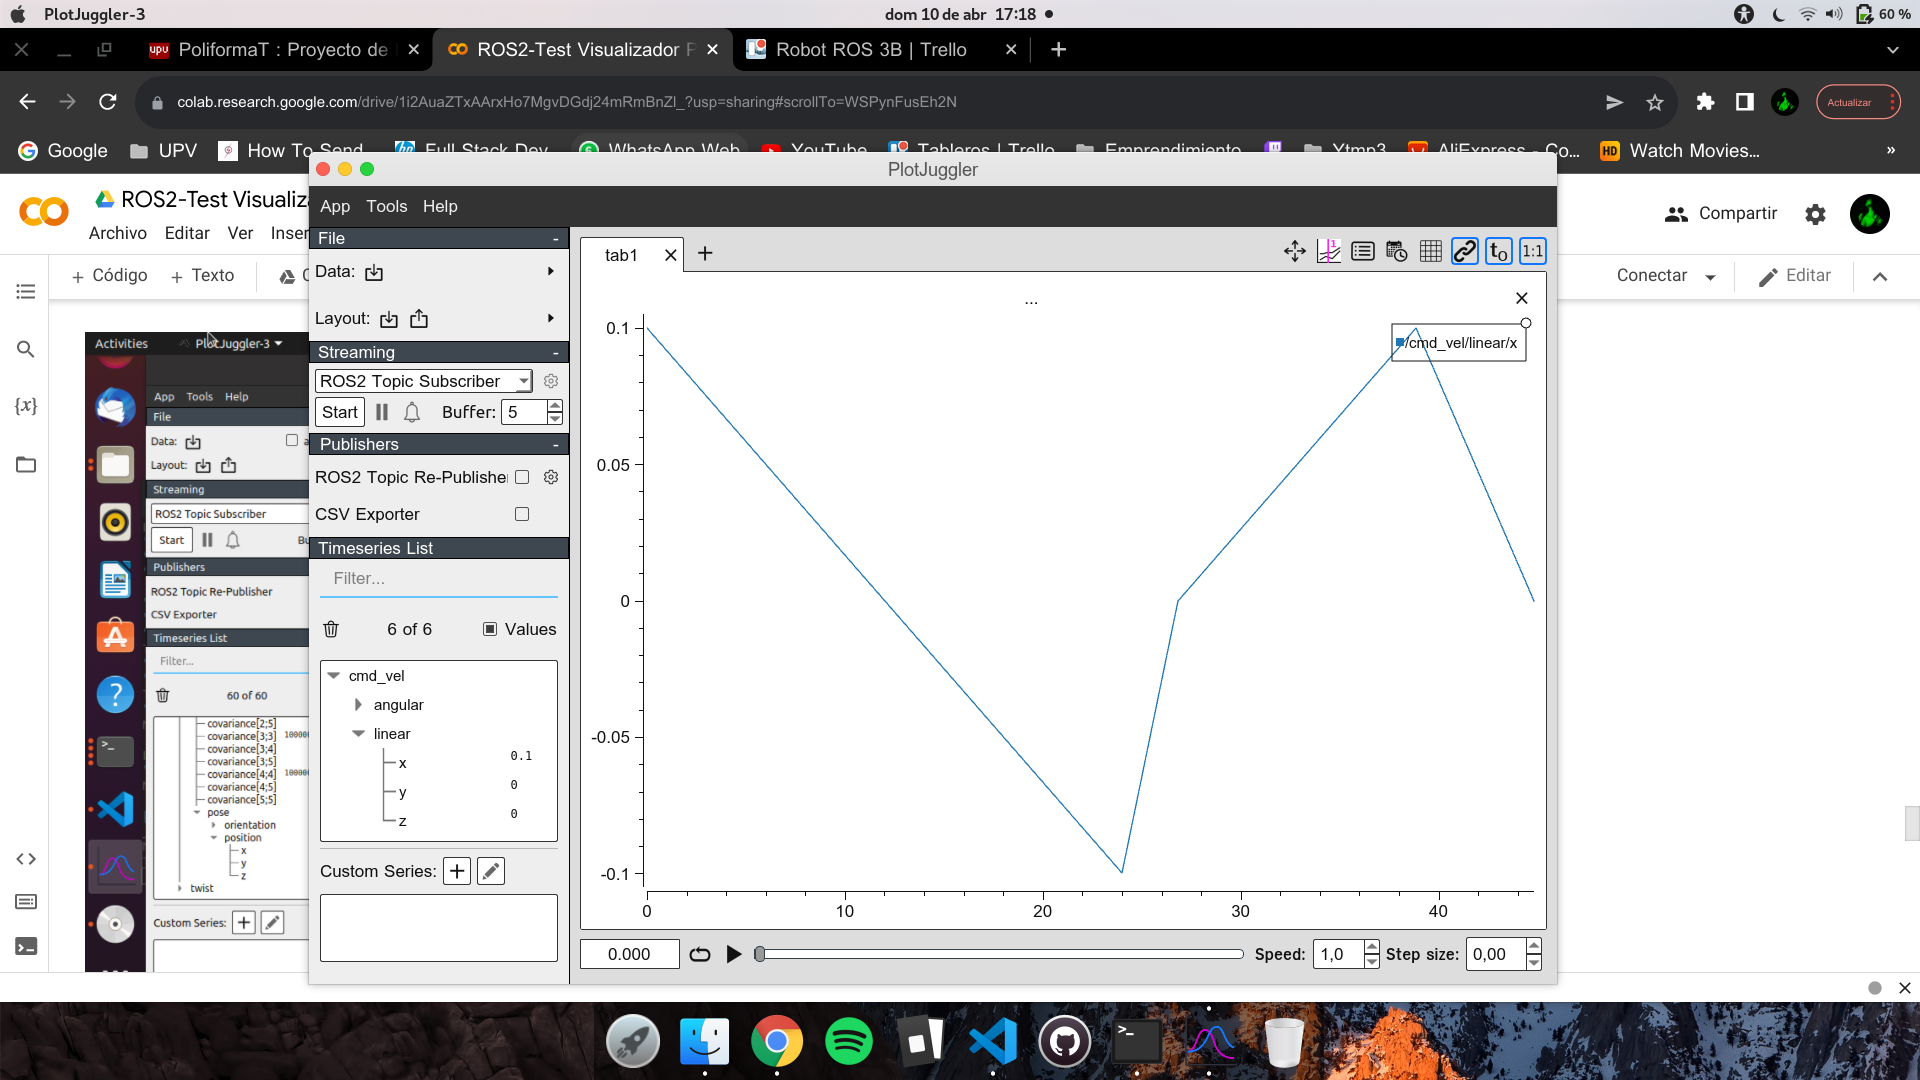 PlotJuggler-3
dom 10 de abr 17:18
60 %
upv PoliformaT : Proyecto de
ROS2-Test Visualizador P
Robot ROS 3B | Trello
colab.research.google.com/drive/1i2AuaZTxAArxHo7MgvDGdj24mRmBnZl_?usp=sharing#scrollTo=WSPynFusEh2N
Actualizar
Google
UPV
How To Send
Full Stack Dev
WhatsApp Web
YouTube
Tableros | Trello
Emprendimiento
Ytmp3
AliExpress - Co...
HD Watch Movies...
»
ROS2-Test Visualiza
Archivo Editar Ver Inser
Compartir
+ Código + Texto
Conectar
Editar
{x}
Activities
PlotJuggler-3
App Tools Help
File
Data:
Layout:
Streaming
ROS2 Topic Subscriber
Start
Bu
Publishers
ROS2 Topic Re-Publisher
CSV Exporter
Timeseries List
Filter...
60 of 60
covariance[2;5]
covariance[3;3] 100000
covariance[3;4]
covariance[3;5]
covariance[4;4] 100000
covariance[4;5]
covariance[5;5]
pose
orientation
position
x
y
z
twist
Custom Series:
PlotJuggler
App Tools Help
File -
Data:
Layout:
Streaming -
ROS2 Topic Subscriber
Start
Buffer: 5
Publishers -
ROS2 Topic Re-Publishe
CSV Exporter
Timeseries List
Filter...
6 of 6
Values
cmd_vel
angular
linear
x 0.1
y 0
z 0
Custom Series:
tab1
t0
1:1
...
/cmd_vel/linear/x
0.1
0.05
0
-0.05
-0.1
0 10 20 30 40
0.000
Speed: 1,0
Step size: 0,00